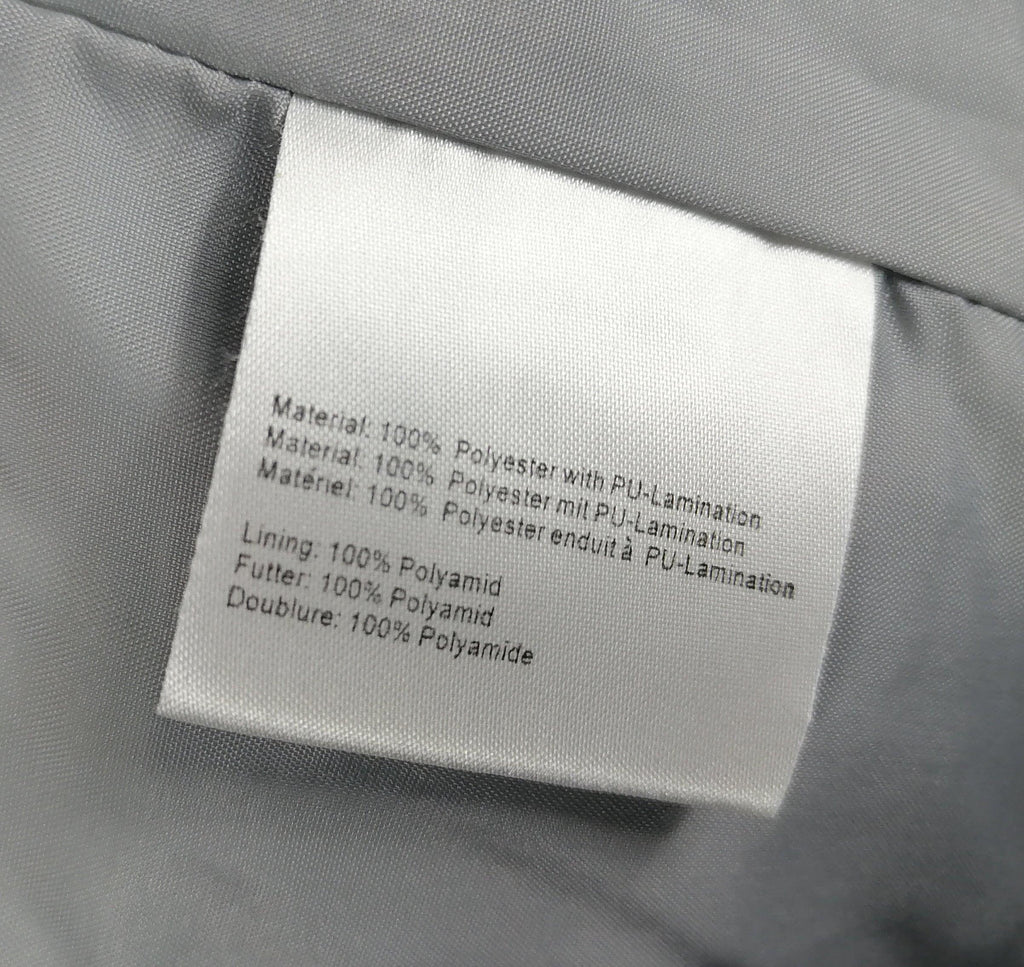 Material: 100% Polyester with PU-Lamination
Material: 100% Polyester mit PU-Lamination
Matériel: 100% Polyester enduit à PU-Lamination
Lining: 100% Polyamid
Futter: 100% Polyamid
Doublure: 100% Polyamide